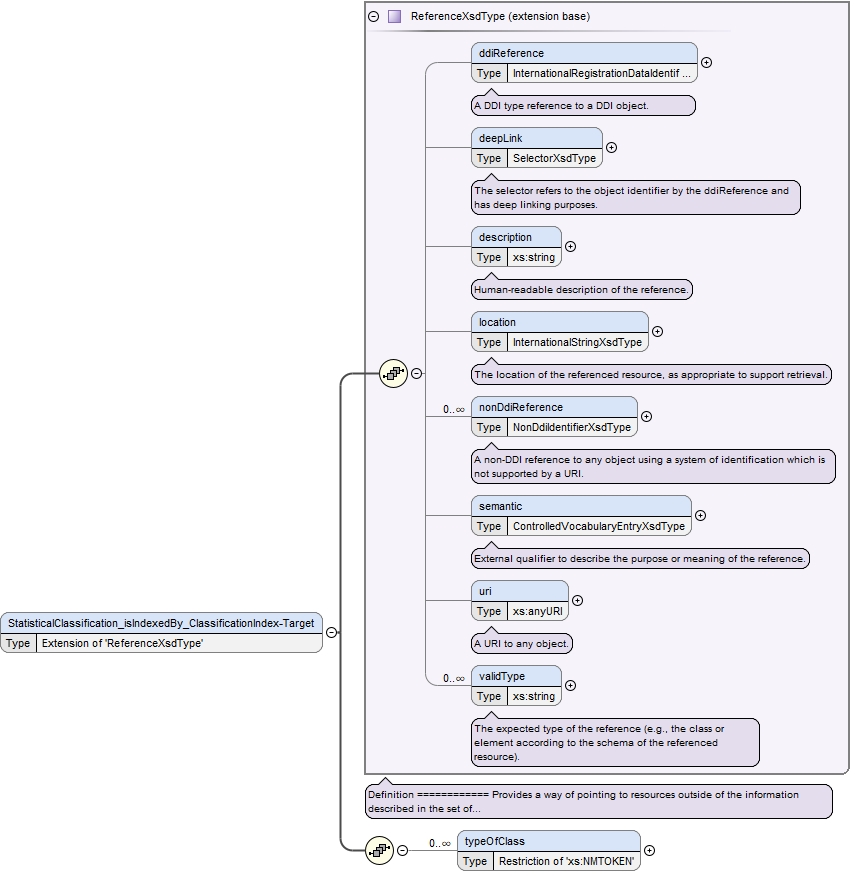 ReferenceXsdType (extension base)
ddiReference
Type InternationalRegistrationDataIdentif ...
A DDI type reference to a DDI object.
deepLink
Type SelectorXsdType
The selector refers to the object identifier by the ddiReference and
has deep linking purposes.
description
Type xs:string
Human-readable description of the reference.
location
Type InternationalStringXsdType
The location of the referenced resource, as appropriate to support retrieval.
0..∞ nonDdiReference
Type NonDdiIdentifierXsdType
A non-DDI reference to any object using a system of identification which is
not supported by a URI.
semantic
Type ControlledVocabularyEntryXsdType
External qualifier to describe the purpose or meaning of the reference.
uri
Type xs:anyURI
A URI to any object.
StatisticalClassification_isIndexedBy_ClassificationIndex-Target
Type Extension of 'ReferenceXsdType'
0..∞ validType
Type xs:string
The expected type of the reference (e.g., the class or
element according to the schema of the referenced
resource).
Definition ============ Provides a way of pointing to resources outside of the information
described in the set of...
0..∞ typeOfClass
Type Restriction of 'xs:NMTOKEN'